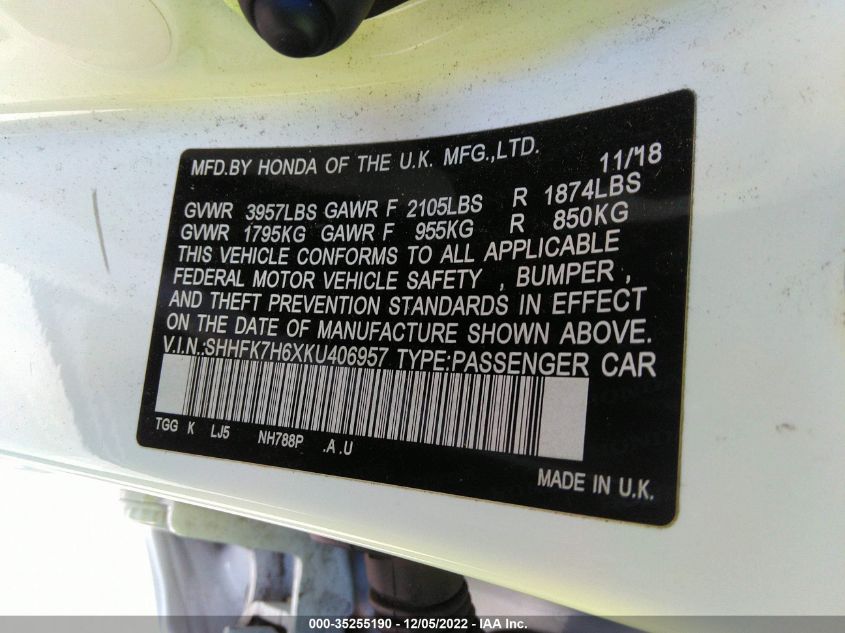 MFD.BY HONDA OF THE U.K. MFG.,LTD. 11/18
GVWR 3957LBS GAWR F 2105LBS R 1874LBS
GVWR 1795KG GAWR F 955KG R 850KG
THIS VEHICLE CONFORMS TO ALL APPLICABLE
FEDERAL MOTOR VEHICLE SAFETY , BUMPER ,
AND THEFT PREVENTION STANDARDS IN EFFECT
ON THE DATE OF MANUFACTURE SHOWN ABOVE.
V.I.N.:SHHFK7H6XKU406957 TYPE:PASSENGER CAR
TGG K LJ5 NH788P .A .U
MADE IN U.K.
000-35255190 - 12/05/2022 - IAA Inc.